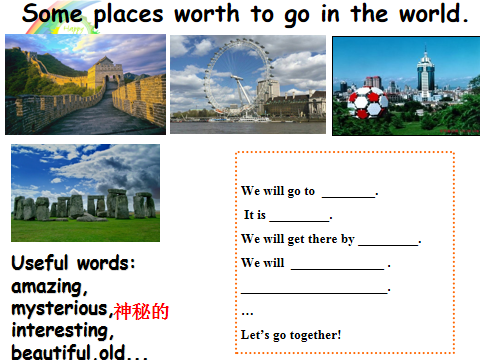 Some places worth to go in the world.
Useful words:
amazing,
mysterious,神秘的
interesting,
beautiful,old...
We will go to ________.
It is _________.
We will get there by _________.
We will ______________ .
______________________.
...
Let's go together!